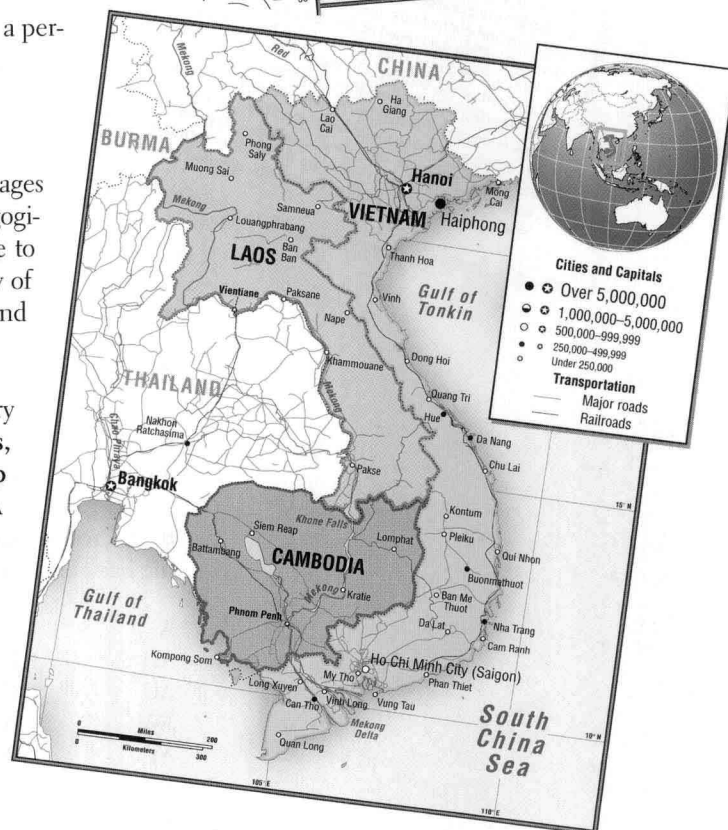 a per-
ages
ogi-
e to
y of
nd
ry
s,
o
A
Mekong
Red
CHINA
Ha
Giang
Lao
Cai
BURMA
Phong
Saly
Muong Sai
Hanoi
Mong
Cai
Mekong
Samneua
VIETNAM
Haiphong
Louangphrabang
Ban
Ban
LAOS
Thanh Hoa
Vientiane
Paksane
Vinh
Gulf of
Tonkin
Nape
Khammouane
Dong Hoi
THAILAND
Mekong
Quang Tri
Hue
Nakhon
Ratchasima
Da Nang
Chao Phraya
Chu Lai
Pakse
Bangkok
15° N
Khone Falls
Kontum
Siem Reap
Lomphat
Pleiku
Battambang
CAMBODIA
Qui Nhon
Buonmethuot
Mekong
Kratie
Ban Me
Thuot
Gulf of
Thailand
Phnom Penh
Da Lat
Nha Trang
Cam Ranh
Kompong Som
Ho Chi Minh City (Saigon)
My Tho
Phan Thiet
Long Xuyen
Vinh Long
Vung Tau
Can Tho
South
China
Sea
10° N
Mekong
Delta
Quan Long
0 Miles 200
0 Kilometers 300
105° E
110° E
Cities and Capitals
Over 5,000,000
1,000,000–5,000,000
500,000–999,999
250,000–499,999
Under 250,000
Transportation
Major roads
Railroads